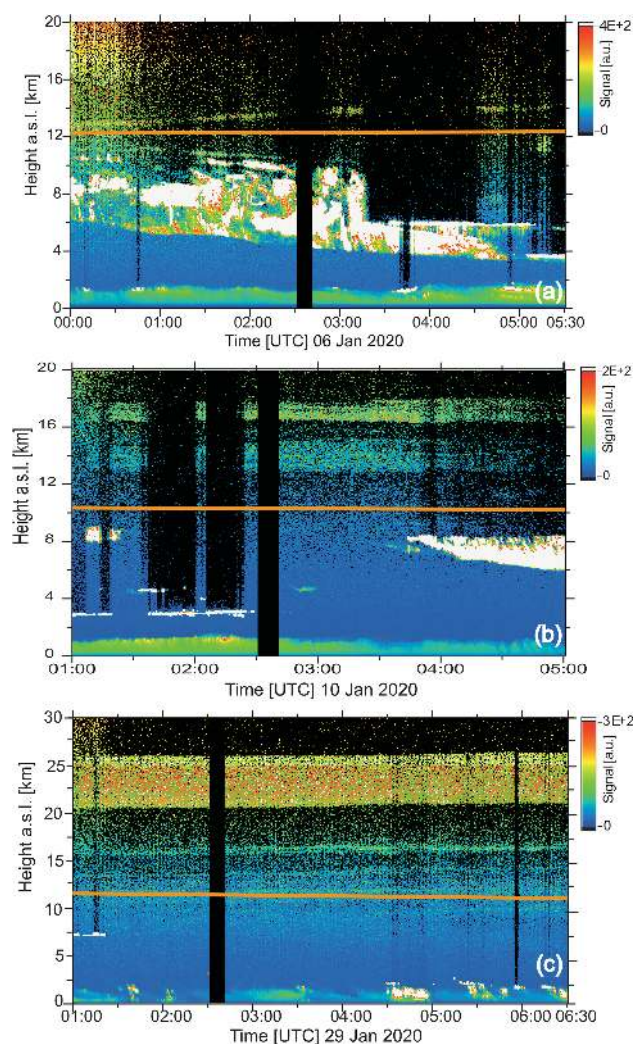 20
16
12
8
4
0
Height a.s.l. [km]
4E+2
Signal [a.u.]
~0
(a)
00:00 01:00 02:00 03:00 04:00 05:00 05:30
Time [UTC] 06 Jan 2020
20
16
12
8
4
0
Height a.s.l. [km]
2E+2
Signal [a.u.]
~0
(b)
01:00 02:00 03:00 04:00 05:00
Time [UTC] 10 Jan 2020
30
25
20
15
10
5
0
Height a.s.l. [km]
~3E+2
Signal [a.u.]
~0
(c)
01:00 02:00 03:00 04:00 05:00 06:00 06:30
Time [UTC] 29 Jan 2020